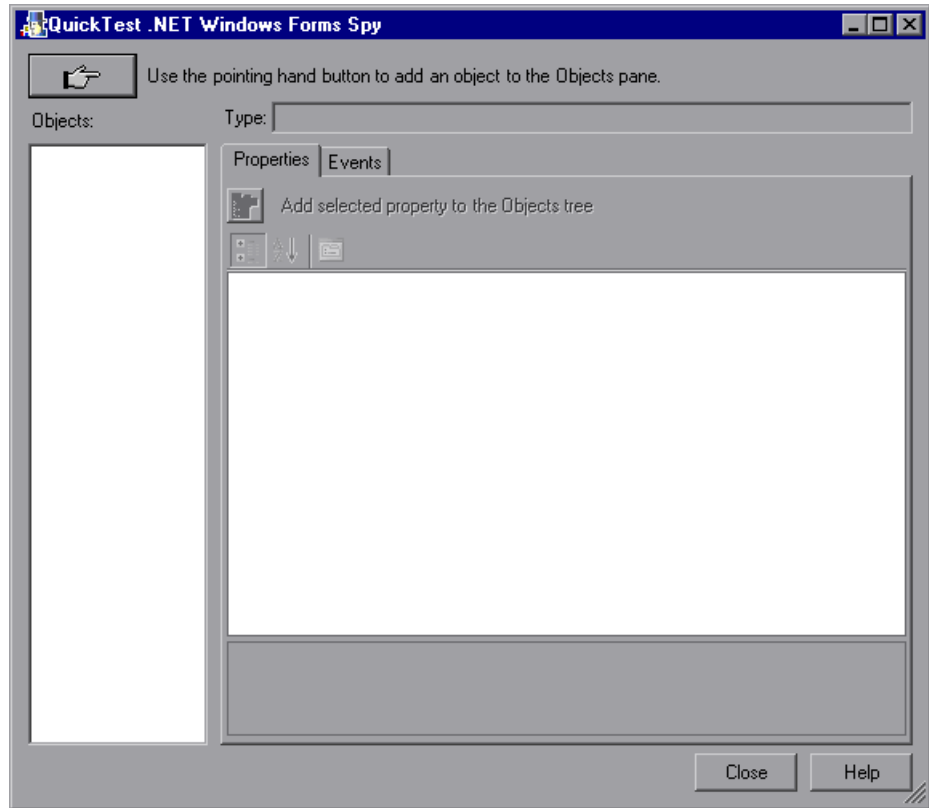 QuickTest .NET Windows Forms Spy
Use the pointing hand button to add an object to the Objects pane.
Objects:
Type:
Properties
Events
Add selected property to the Objects tree
Close
Help